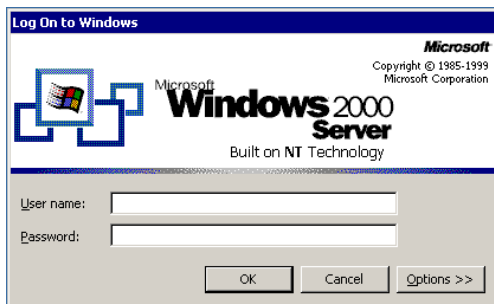 Log On to Windows
Microsoft
Copyright © 1985-1999
Microsoft Corporation
Microsoft
Windows 2000
Server
Built on NT Technology
User name:
Password:
OK Cancel Options >>